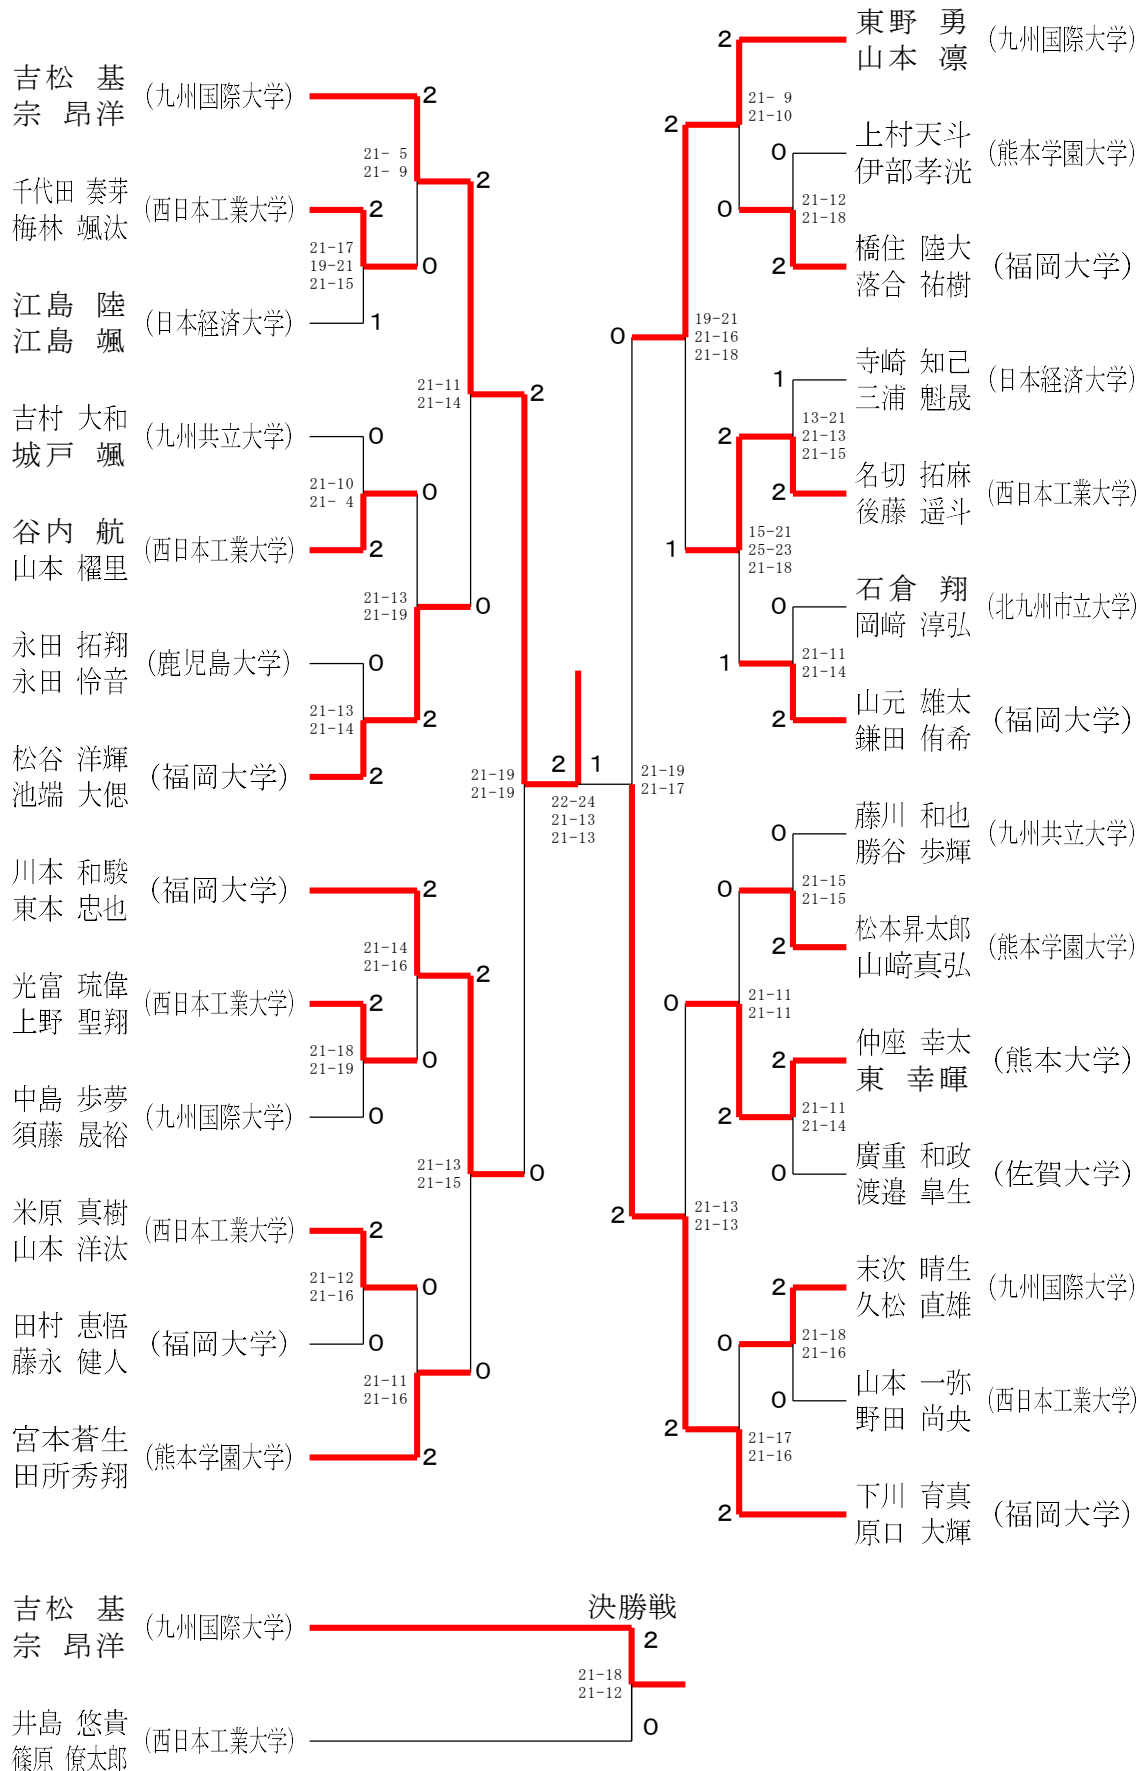 吉松 基
宗 昂洋
(九州国際大学)
2
21- 5
21- 9
2
千代田 奏芽
梅林 颯汰
(西日本工業大学)
2
21-17
19-21
21-15
0
江島 陸
江島 颯
(日本経済大学)
1
21-11
21-14
2
吉村 大和
城戸 颯
(九州共立大学)
0
21-10
21- 4
0
谷内 航
山本 櫂里
(西日本工業大学)
2
21-13
21-19
0
永田 拓翔
永田 怜音
(鹿児島大学)
0
21-13
21-14
2
松谷 洋輝
池端 大偲
(福岡大学)
2
21-19
21-19
2
1
22-24
21-13
21-13
川本 和駿
東本 忠也
(福岡大学)
2
21-14
21-16
2
光富 琉偉
上野 聖翔
(西日本工業大学)
2
21-18
21-19
0
中島 歩夢
須藤 晟裕
(九州国際大学)
0
21-13
21-15
0
米原 真樹
山本 洋汰
(西日本工業大学)
2
21-12
21-16
0
田村 恵悟
藤永 健人
(福岡大学)
0
21-11
21-16
0
宮本蒼生
田所秀翔
(熊本学園大学)
2
東野 勇
山本 凛
(九州国際大学)
2
21- 9
21-10
2
上村天斗
伊部孝洸
(熊本学園大学)
0
21-12
21-18
0
橋住 陸大
落合 祐樹
(福岡大学)
2
19-21
21-16
21-18
0
寺崎 知己
三浦 魁晟
(日本経済大学)
1
13-21
21-13
21-15
2
名切 拓麻
後藤 遥斗
(西日本工業大学)
2
15-21
25-23
21-18
1
石倉 翔
岡﨑 淳弘
(北九州市立大学)
0
21-11
21-14
1
山元 雄太
鎌田 侑希
(福岡大学)
2
21-19
21-17
藤川 和也
勝谷 歩輝
(九州共立大学)
0
21-15
21-15
0
松本昇太郎
山﨑真弘
(熊本学園大学)
2
21-11
21-11
0
仲座 幸太
東 幸暉
(熊本大学)
2
21-11
21-14
2
廣重 和政
渡邉 皐生
(佐賀大学)
0
21-13
21-13
2
末次 晴生
久松 直雄
(九州国際大学)
2
21-18
21-16
0
山本 一弥
野田 尚央
(西日本工業大学)
0
21-17
21-16
2
下川 育真
原口 大輝
(福岡大学)
2
決勝戦
吉松 基
宗 昂洋
(九州国際大学)
2
21-18
21-12
井島 悠貴
篠原 僚太郎
(西日本工業大学)
0